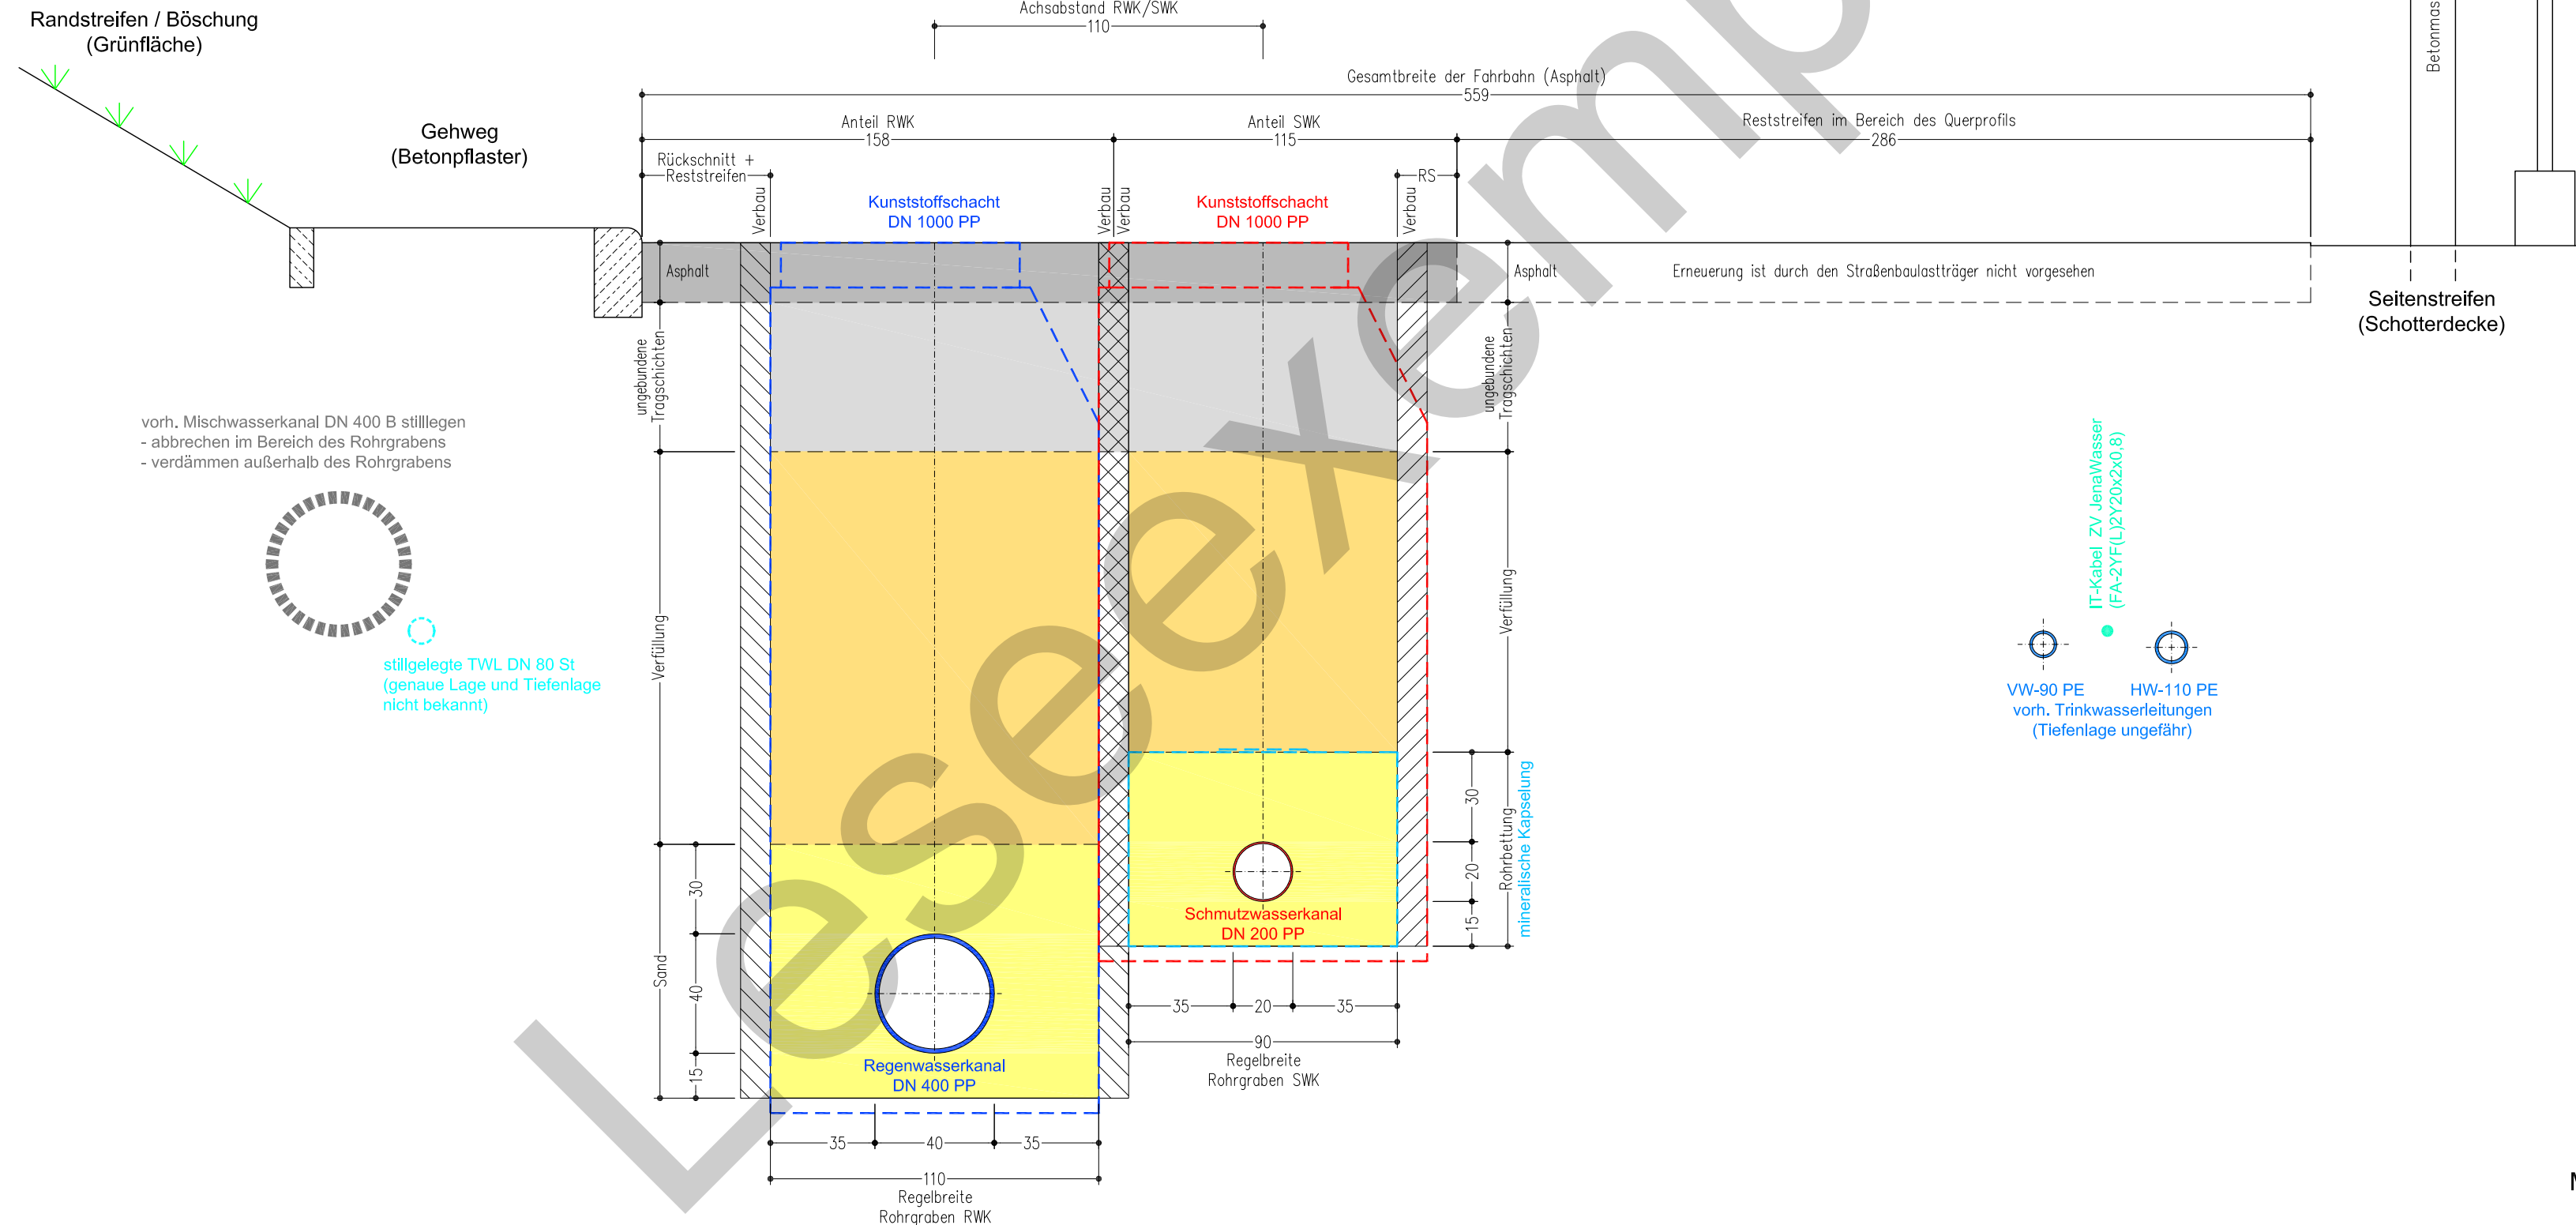 Randstreifen / Böschung
(Grünfläche)
Achsabstand RWK/SWK
110
Betonmas
Gesamtbreite der Fahrbahn (Asphalt)
559
Gehweg
(Betonpflaster)
Anteil RWK
158
Anteil SWK
115
Reststreifen im Bereich des Querprofils
286
Rückschnitt +
Reststreifen
RS
Verbau
Kunststoffschacht
DN 1000 PP
Verbau
Verbau
Kunststoffschacht
DN 1000 PP
Verbau
Asphalt
Asphalt
Erneuerung ist durch den Straßenbaulastträger nicht vorgesehen
Seitenstreifen
(Schotterdecke)
ungebundene
Tragschichten
ungebundene
Tragschichten
vorh. Mischwasserkanal DN 400 B stilllegen
- abbrechen im Bereich des Rohrgrabens
- verdämmen außerhalb des Rohrgrabens
stillgelegte TWL DN 80 St
(genaue Lage und Tiefenlage
nicht bekannt)
Verfüllung
Verfüllung
IT-Kabel ZV JenaWasser
(FA-2YF(L)2Y20x2x0,8)
VW-90 PE
HW-110 PE
vorh. Trinkwasserleitungen
(Tiefenlage ungefähr)
30
20
15
Rohrbettung
mineralische Kapselung
Schmutzwasserkanal
DN 200 PP
Sand
30
40
15
35
20
35
90
Regelbreite
Rohrgraben SWK
Regenwasserkanal
DN 400 PP
35
40
35
110
Regelbreite
Rohrgraben RWK
Leseexemp